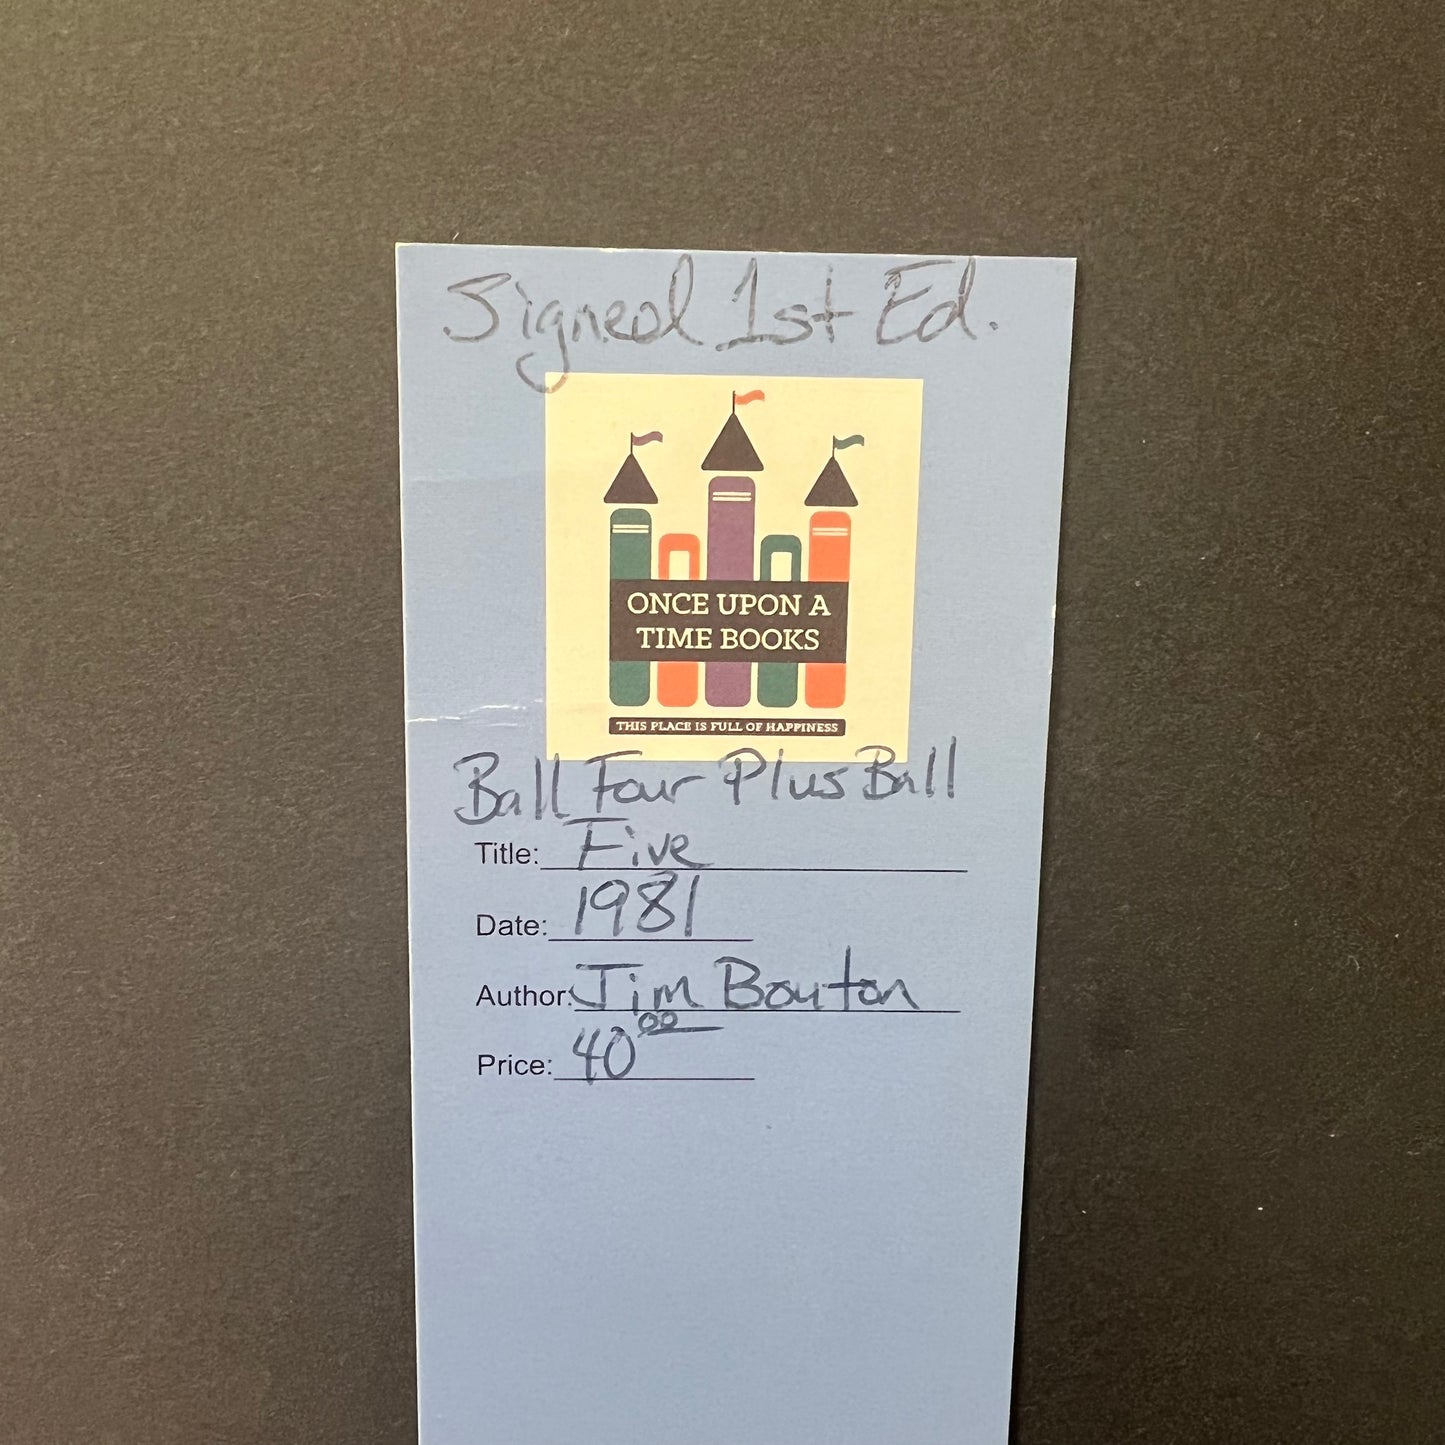 Signed 1st Ed.
ONCE UPON A
TIME BOOKS
THIS PLACE IS FULL OF HAPPINESS
Ball Four Plus Ball
Title: Five
Date: 1981
Author: Jim Bouton
Price: 40 00